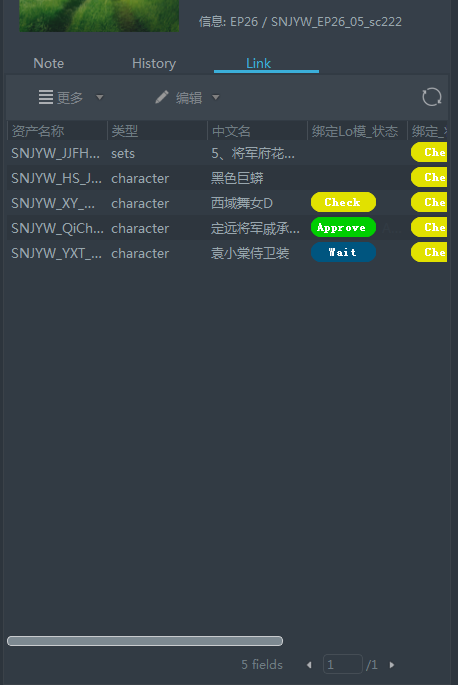 信息: EP26 / SNJYW_EP26_05_sc222
Note History Link
更多 编辑
资产名称 类型 中文名 绑定Lo模_状态 绑定_
SNJYW_JJFH... sets 5、将军府花... Che
SNJYW_HS_J... character 黑色巨蟒 Che
SNJYW_XY_... character 西域舞女D Check Che
SNJYW_QiCh... character 定远将军戚承... Approve Che
SNJYW_YXT_... character 袁小棠侍卫装 Wait Che
5 fields 1 /1